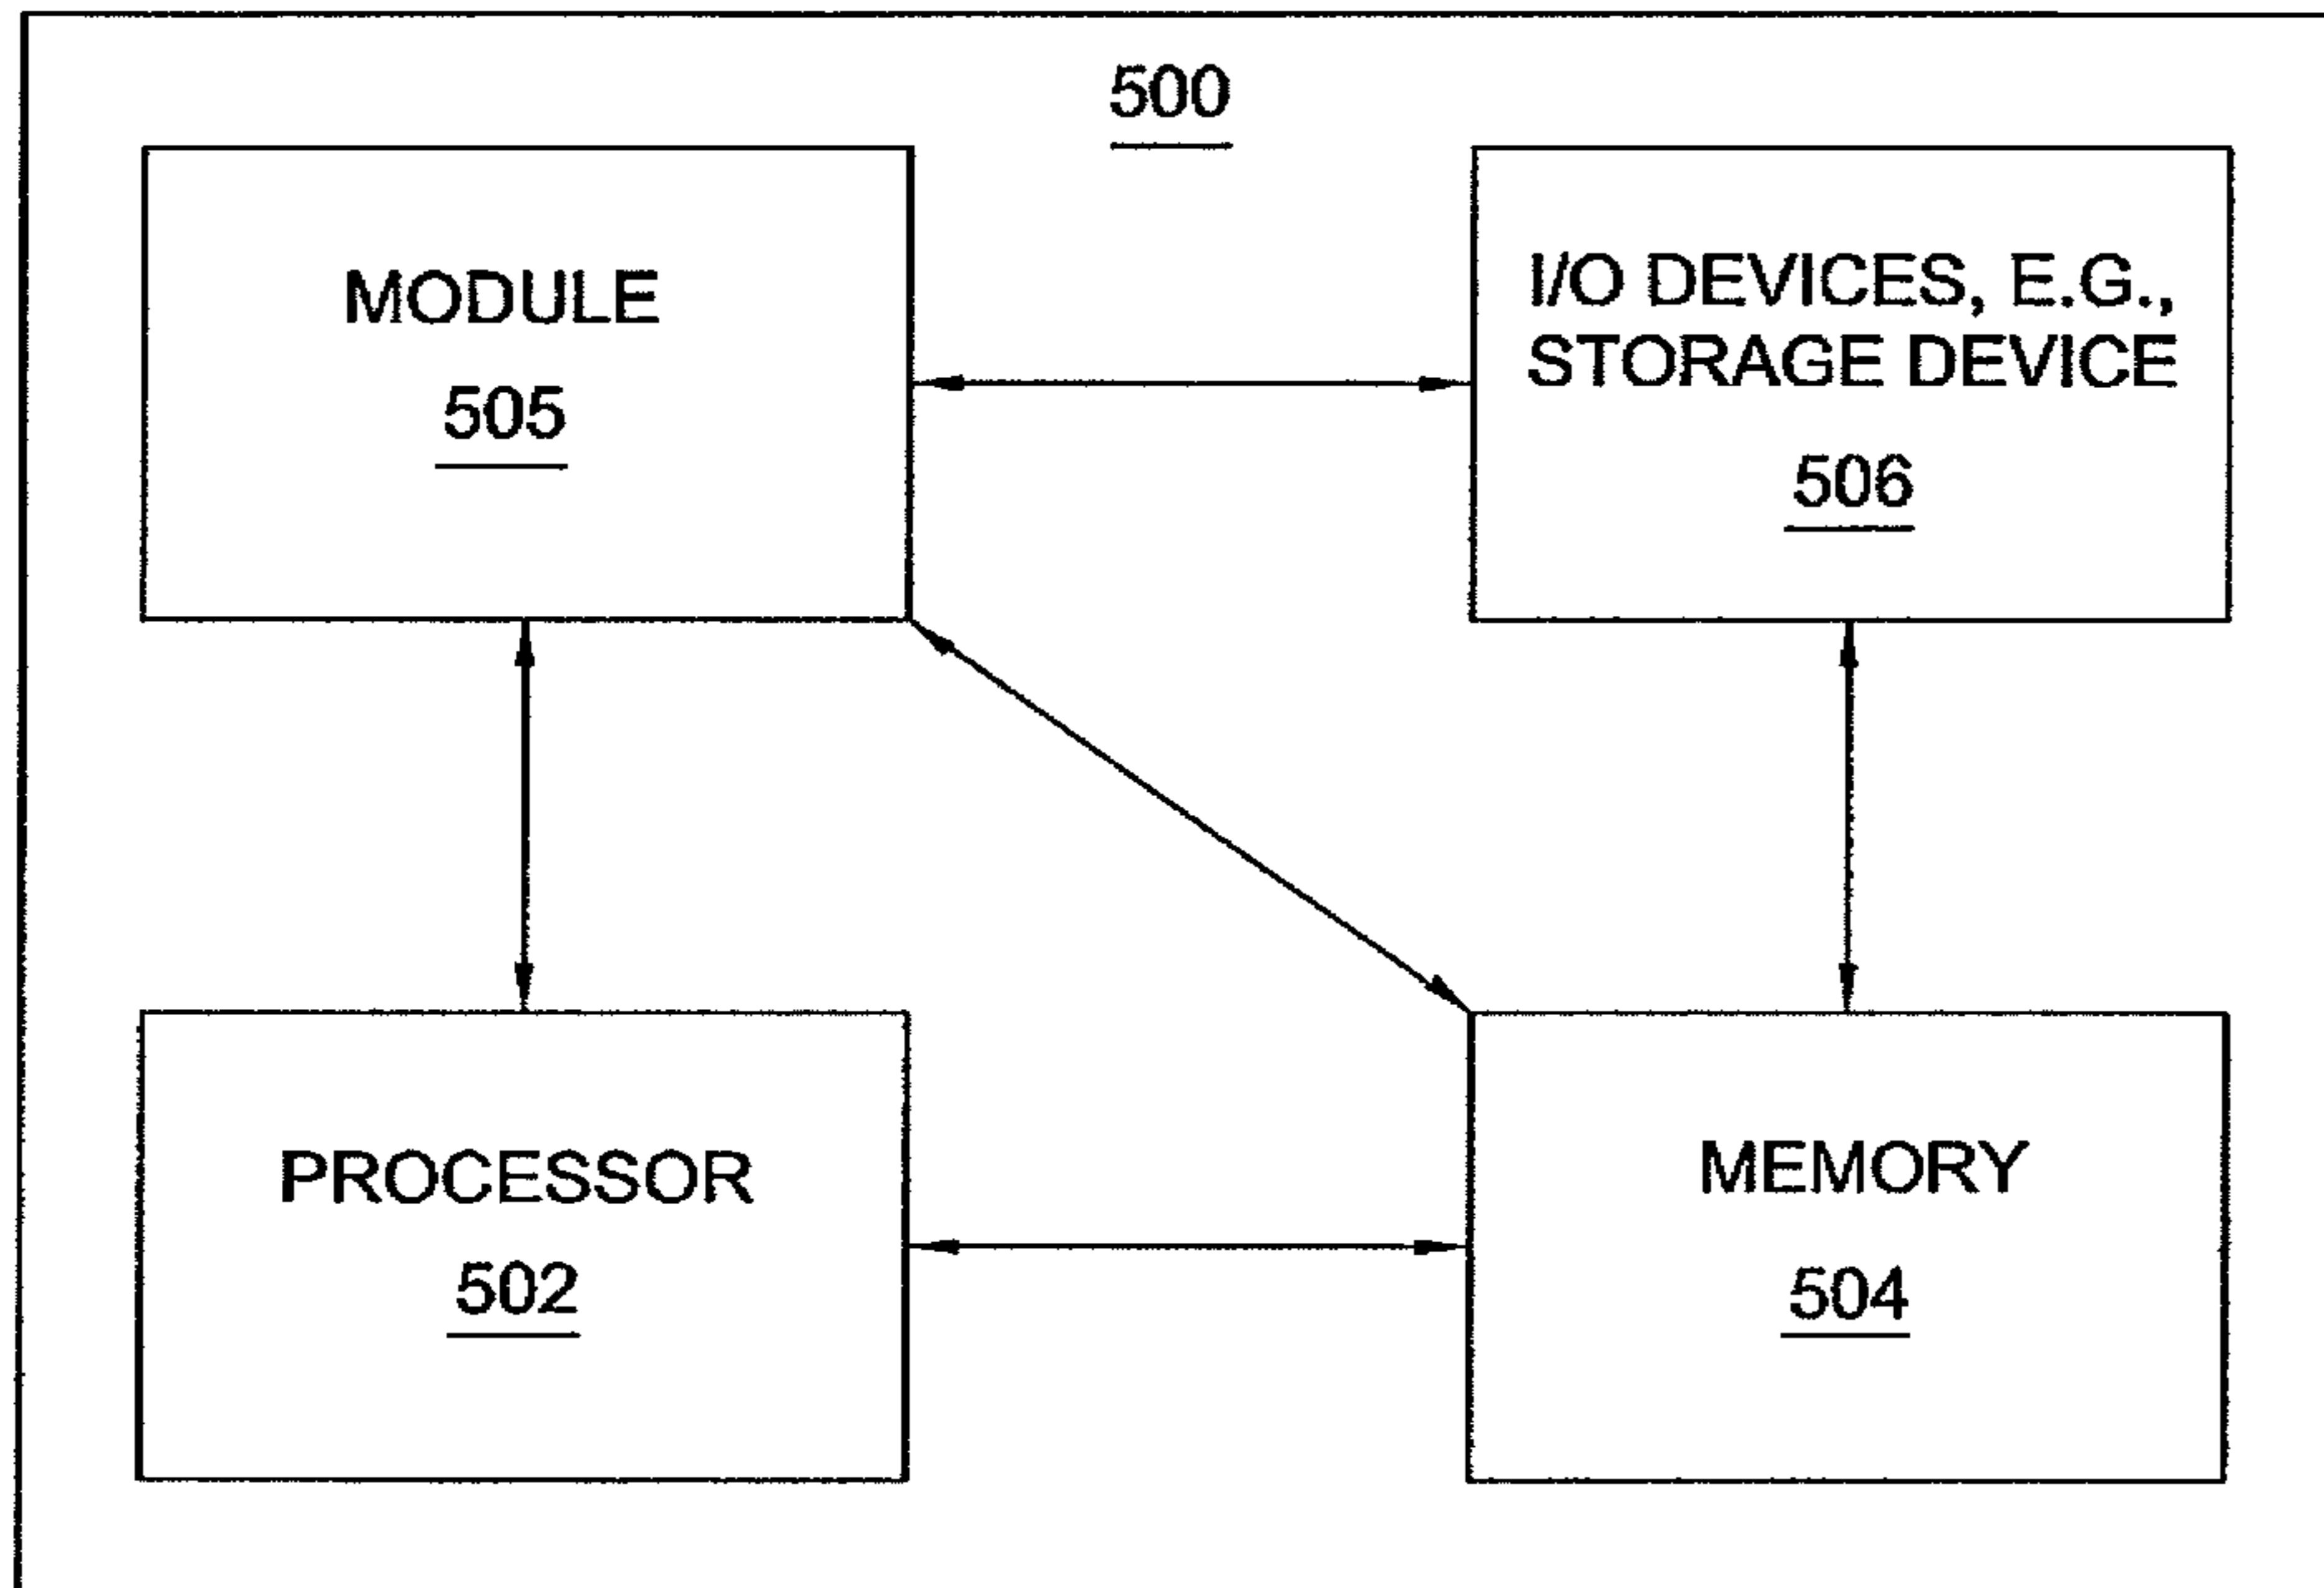 500
MODULE
505
I/O DEVICES, E.G.,
STORAGE DEVICE
506
PROCESSOR
502
MEMORY
504